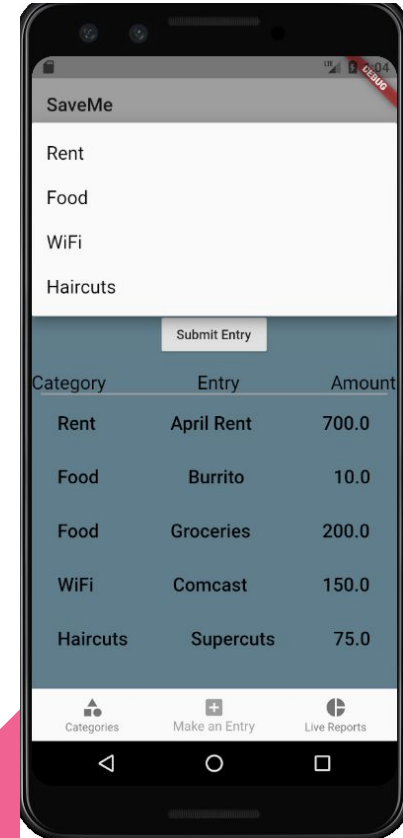 LTE :04
DEBUG
SaveMe
Rent
Food
WiFi
Haircuts
Submit Entry
Category Entry Amount
Rent April Rent 700.0
Food Burrito 10.0
Food Groceries 200.0
WiFi Comcast 150.0
Haircuts Supercuts 75.0
Categories Make an Entry Live Reports